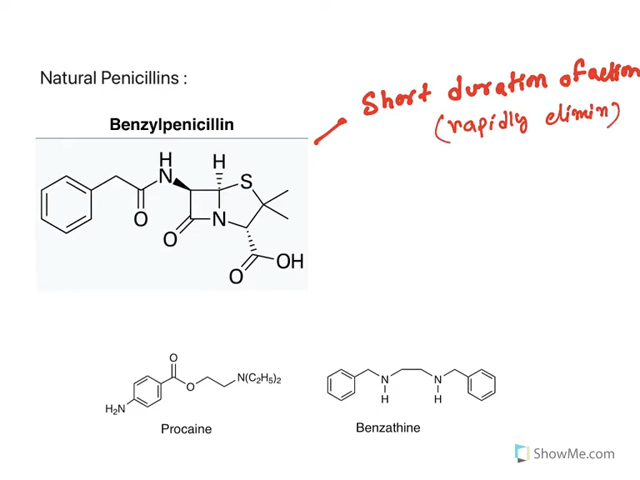 Natural Penicillins :
Short duration of action
(rapidly elimin)
Benzylpenicillin
H
N
H
S
O
N
O
OH
O
O
O
N(C₂H₅)₂
H₂N
Procaine
N
H
N
H
Benzathine
ShowMe.com